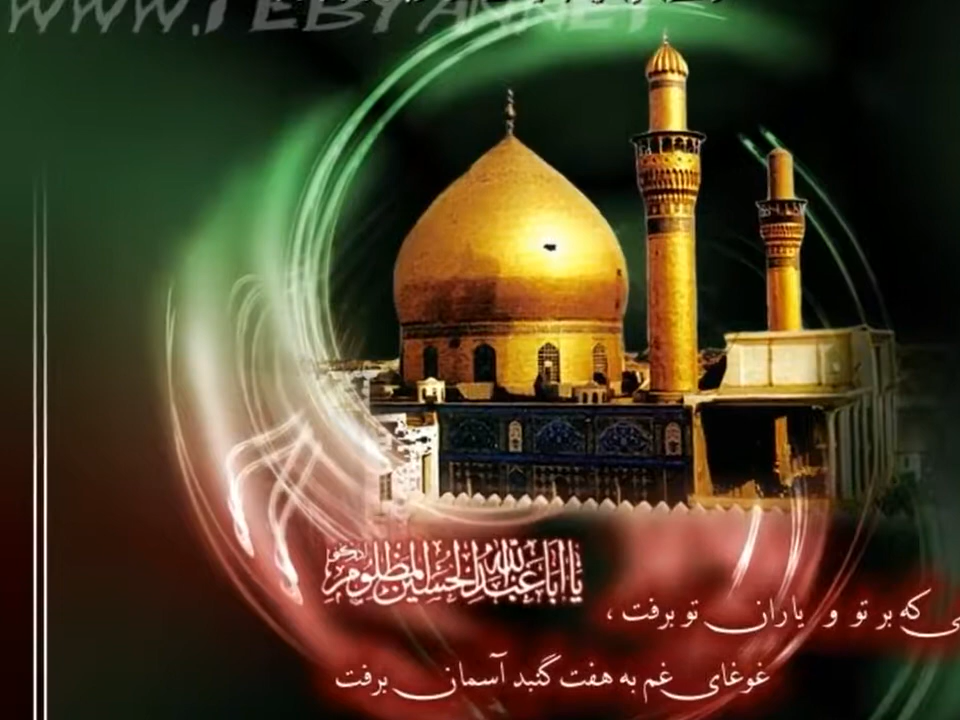 WWW.TEBYAN.NET
یا اباعبدالله الحسین المظلوم ادرکنی
که بر تو و یاران تو برفت ،
غوغای غم به هفت گنبد آسمان برفت